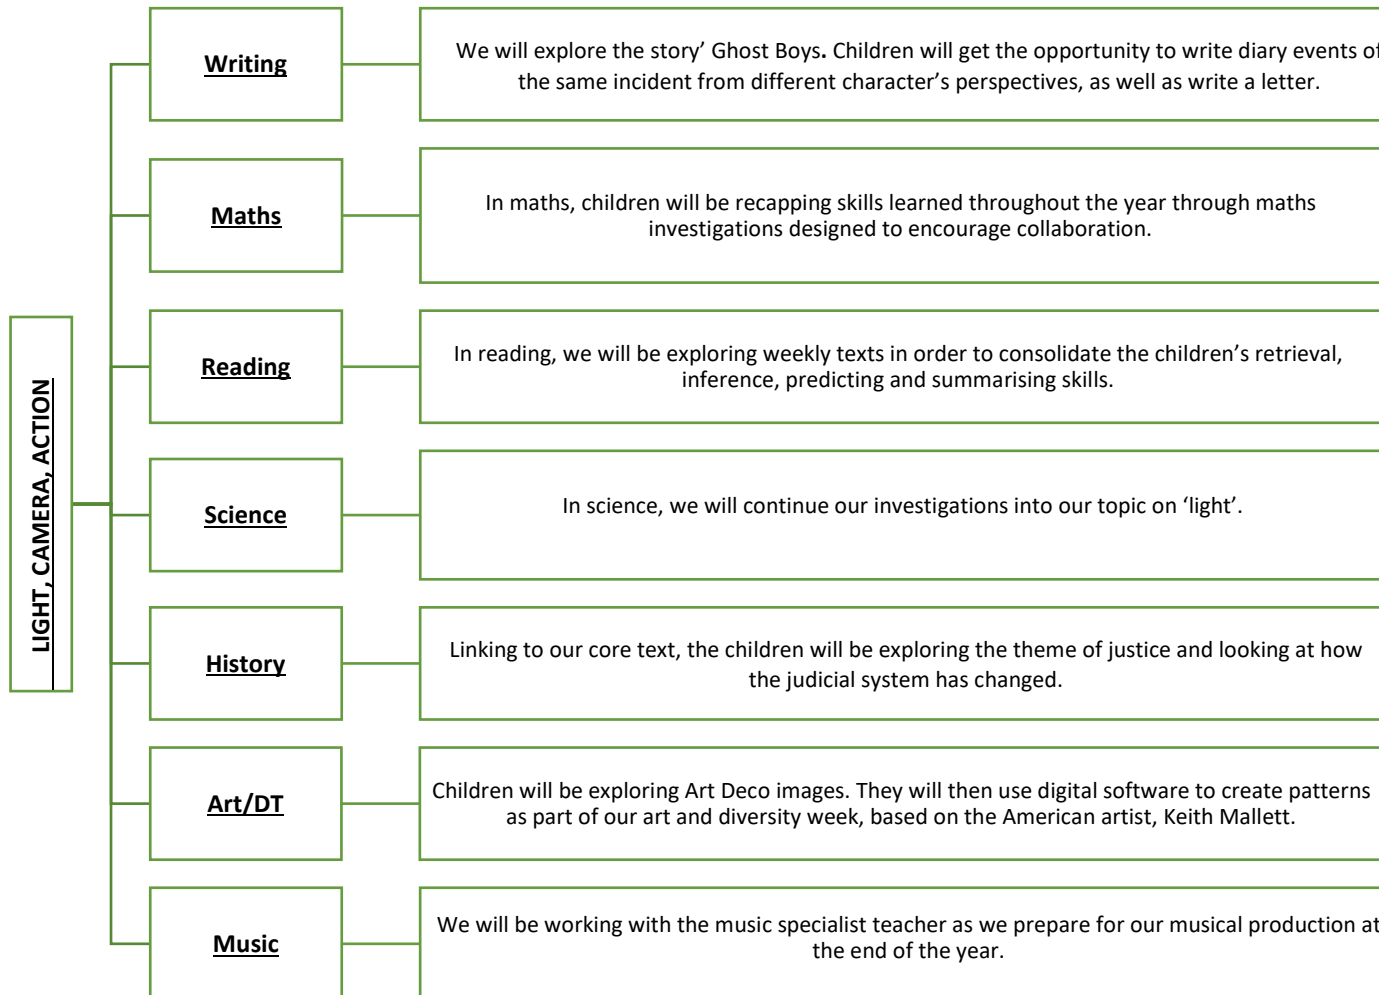 LIGHT, CAMERA, ACTION
Writing
We will explore the story’ Ghost Boys. Children will get the opportunity to write diary events of
the same incident from different character’s perspectives, as well as write a letter.
Maths
In maths, children will be recapping skills learned throughout the year through maths
investigations designed to encourage collaboration.
Reading
In reading, we will be exploring weekly texts in order to consolidate the children’s retrieval,
inference, predicting and summarising skills.
Science
In science, we will continue our investigations into our topic on ‘light’.
History
Linking to our core text, the children will be exploring the theme of justice and looking at how
the judicial system has changed.
Art/DT
Children will be exploring Art Deco images. They will then use digital software to create patterns
as part of our art and diversity week, based on the American artist, Keith Mallett.
Music
We will be working with the music specialist teacher as we prepare for our musical production at
the end of the year.